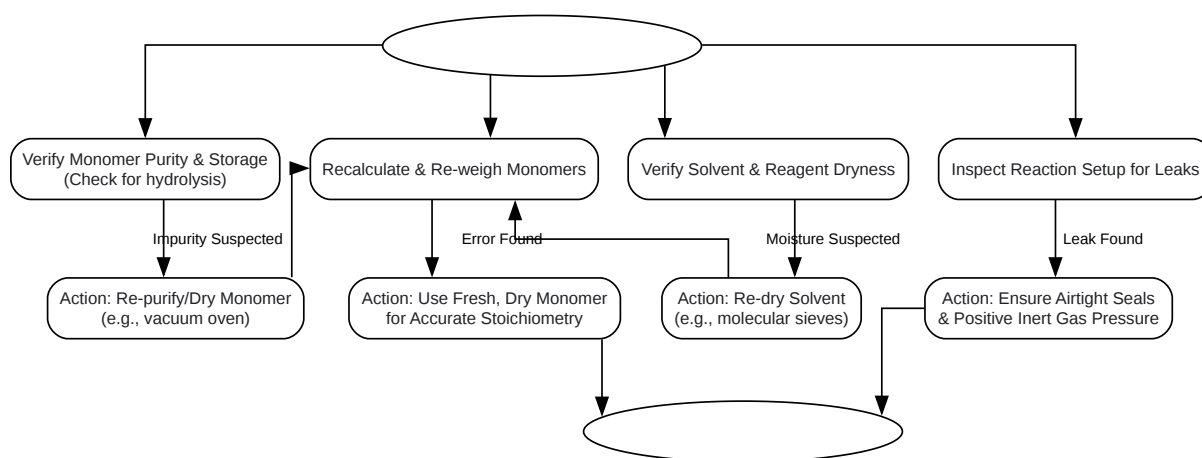 Verify Monomer Purity & Storage
(Check for hydrolysis)
Recalculate & Re-weigh Monomers
Verify Solvent & Reagent Dryness
Inspect Reaction Setup for Leaks
Impurity Suspected
Error Found
Moisture Suspected
Leak Found
Action: Re-purify/Dry Monomer
(e.g., vacuum oven)
Action: Use Fresh, Dry Monomer
for Accurate Stoichiometry
Action: Re-dry Solvent
(e.g., molecular sieves)
Action: Ensure Airtight Seals
& Positive Inert Gas Pressure